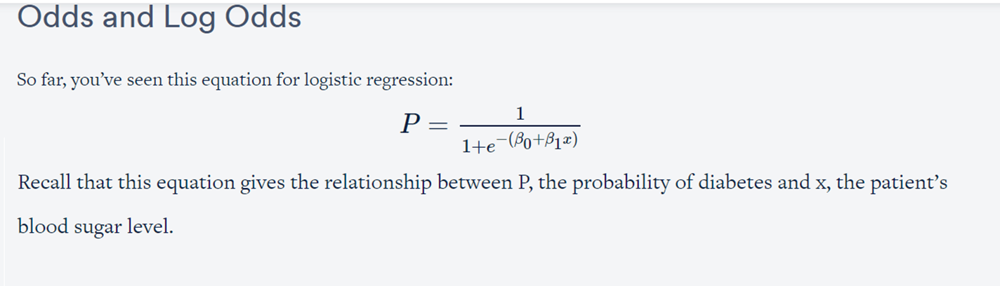 Odds and Log Odds
So far, you’ve seen this equation for logistic regression:
P = 1 / (1+e^−(β₀+β₁x))
Recall that this equation gives the relationship between P, the probability of diabetes and x, the patient’s
blood sugar level.